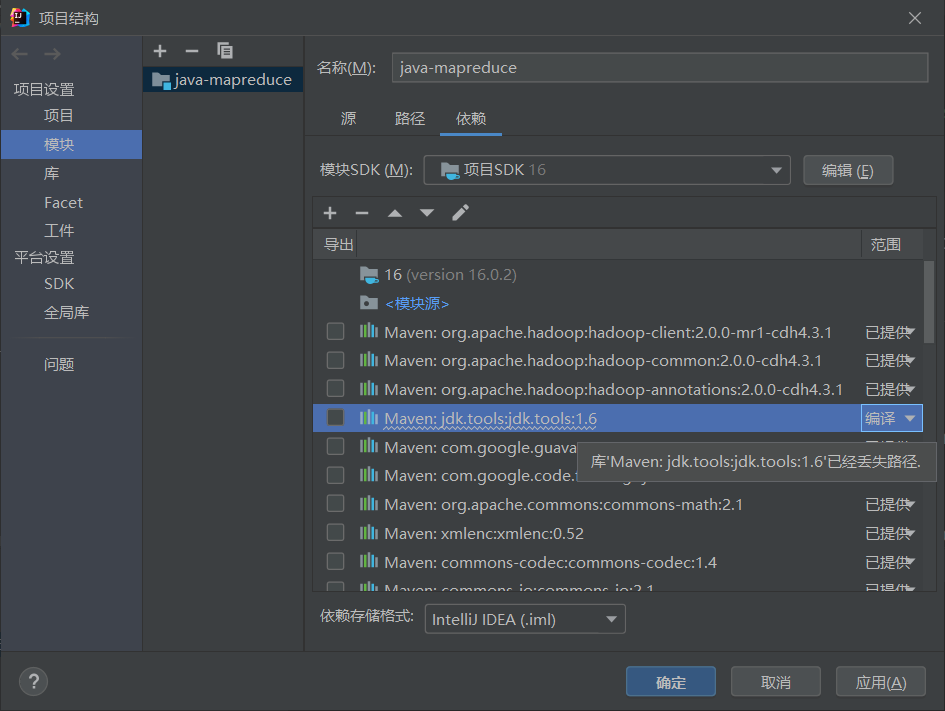 项目结构
项目设置
项目
模块
库
Facet
工件
平台设置
SDK
全局库
问题
java-mapreduce
名称(M):
java-mapreduce
源
路径
依赖
模块SDK (M):
项目SDK 16
编辑 (E)
导出
范围
16 (version 16.0.2)
<模块源>
Maven: org.apache.hadoop:hadoop-client:2.0.0-mr1-cdh4.3.1 已提供
Maven: org.apache.hadoop:hadoop-common:2.0.0-cdh4.3.1 已提供
Maven: org.apache.hadoop:hadoop-annotations:2.0.0-cdh4.3.1 已提供
Maven: jdk.tools:jdk.tools:1.6 编译
Maven: com.google.guava
库'Maven: jdk.tools:jdk.tools:1.6'已经丢失路径.
Maven: com.google.code.
Maven: org.apache.commons:commons-math:2.1 已提供
Maven: xmlenc:xmlenc:0.52 已提供
Maven: commons-codec:commons-codec:1.4 已提供
Maven: commons-io:commons-io:2.1 已提供
依赖存储格式:
IntelliJ IDEA (.iml)
?
确定
取消
应用(A)